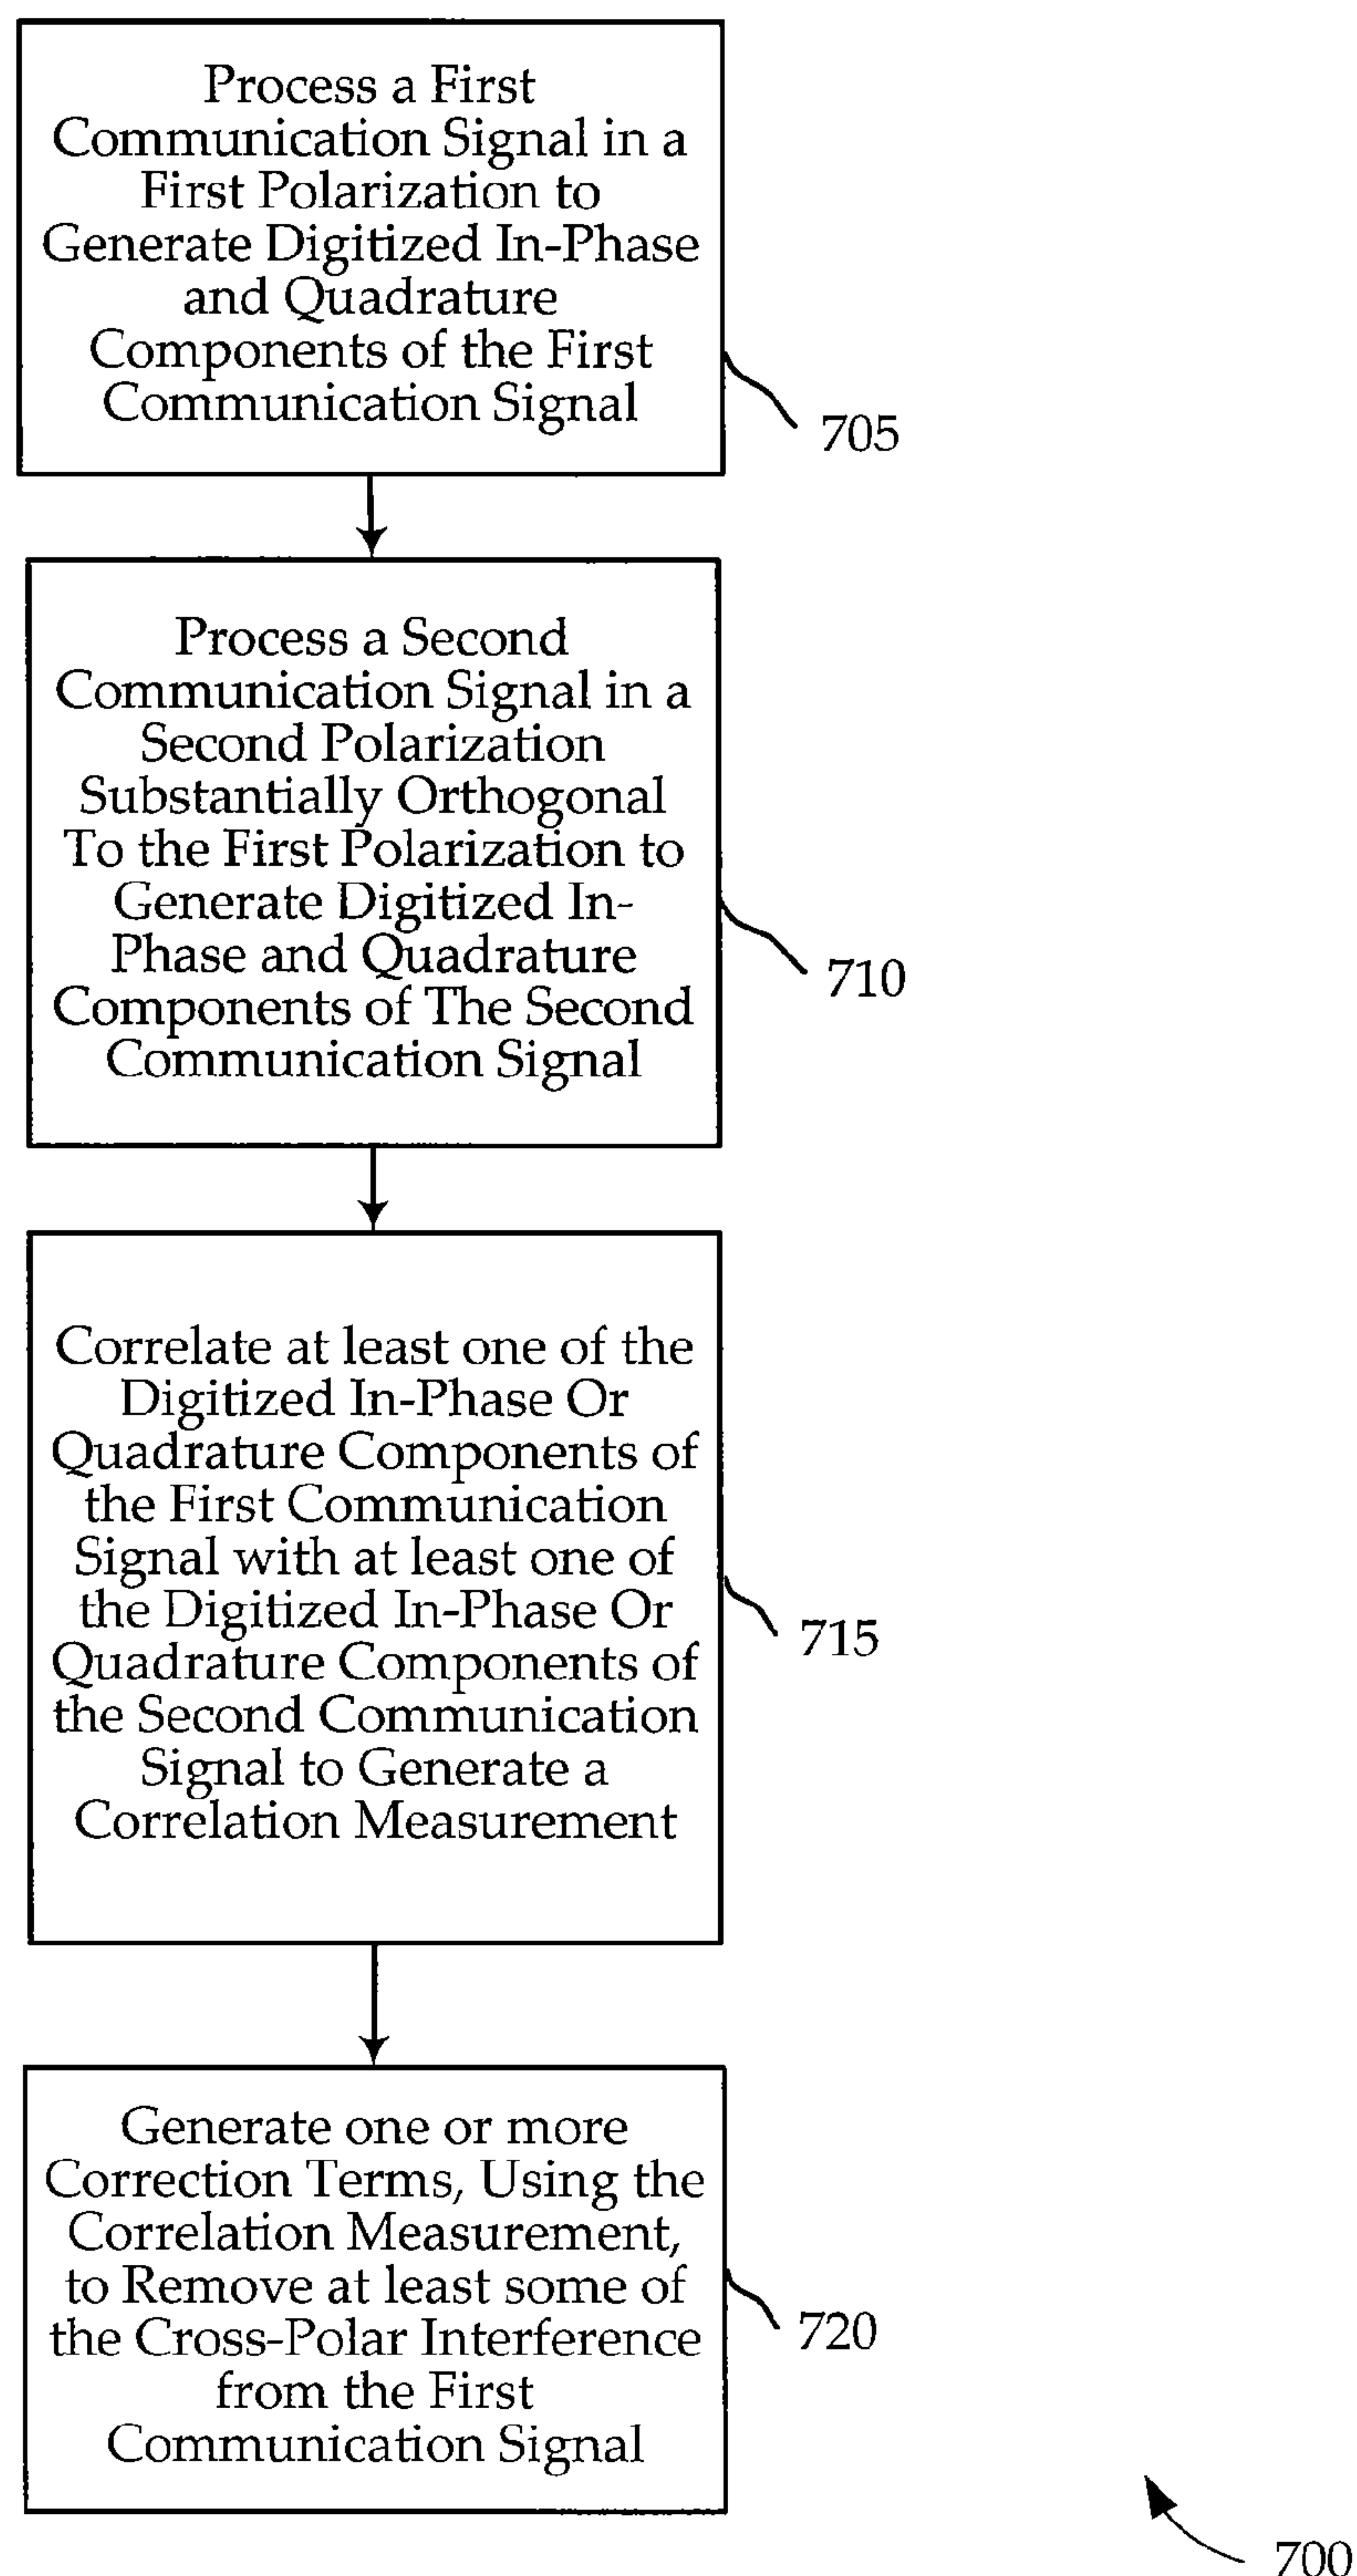 Process a First
Communication Signal in a
First Polarization to
Generate Digitized In-Phase
and Quadrature
Components of the First
Communication Signal
705
Process a Second
Communication Signal in a
Second Polarization
Substantially Orthogonal
To the First Polarization to
Generate Digitized In-
Phase and Quadrature
Components of The Second
Communication Signal
710
Correlate at least one of the
Digitized In-Phase Or
Quadrature Components of
the First Communication
Signal with at least one of
the Digitized In-Phase Or
Quadrature Components of
the Second Communication
Signal to Generate a
Correlation Measurement
715
Generate one or more
Correction Terms, Using the
Correlation Measurement,
to Remove at least some of
the Cross-Polar Interference
from the First
Communication Signal
720
700